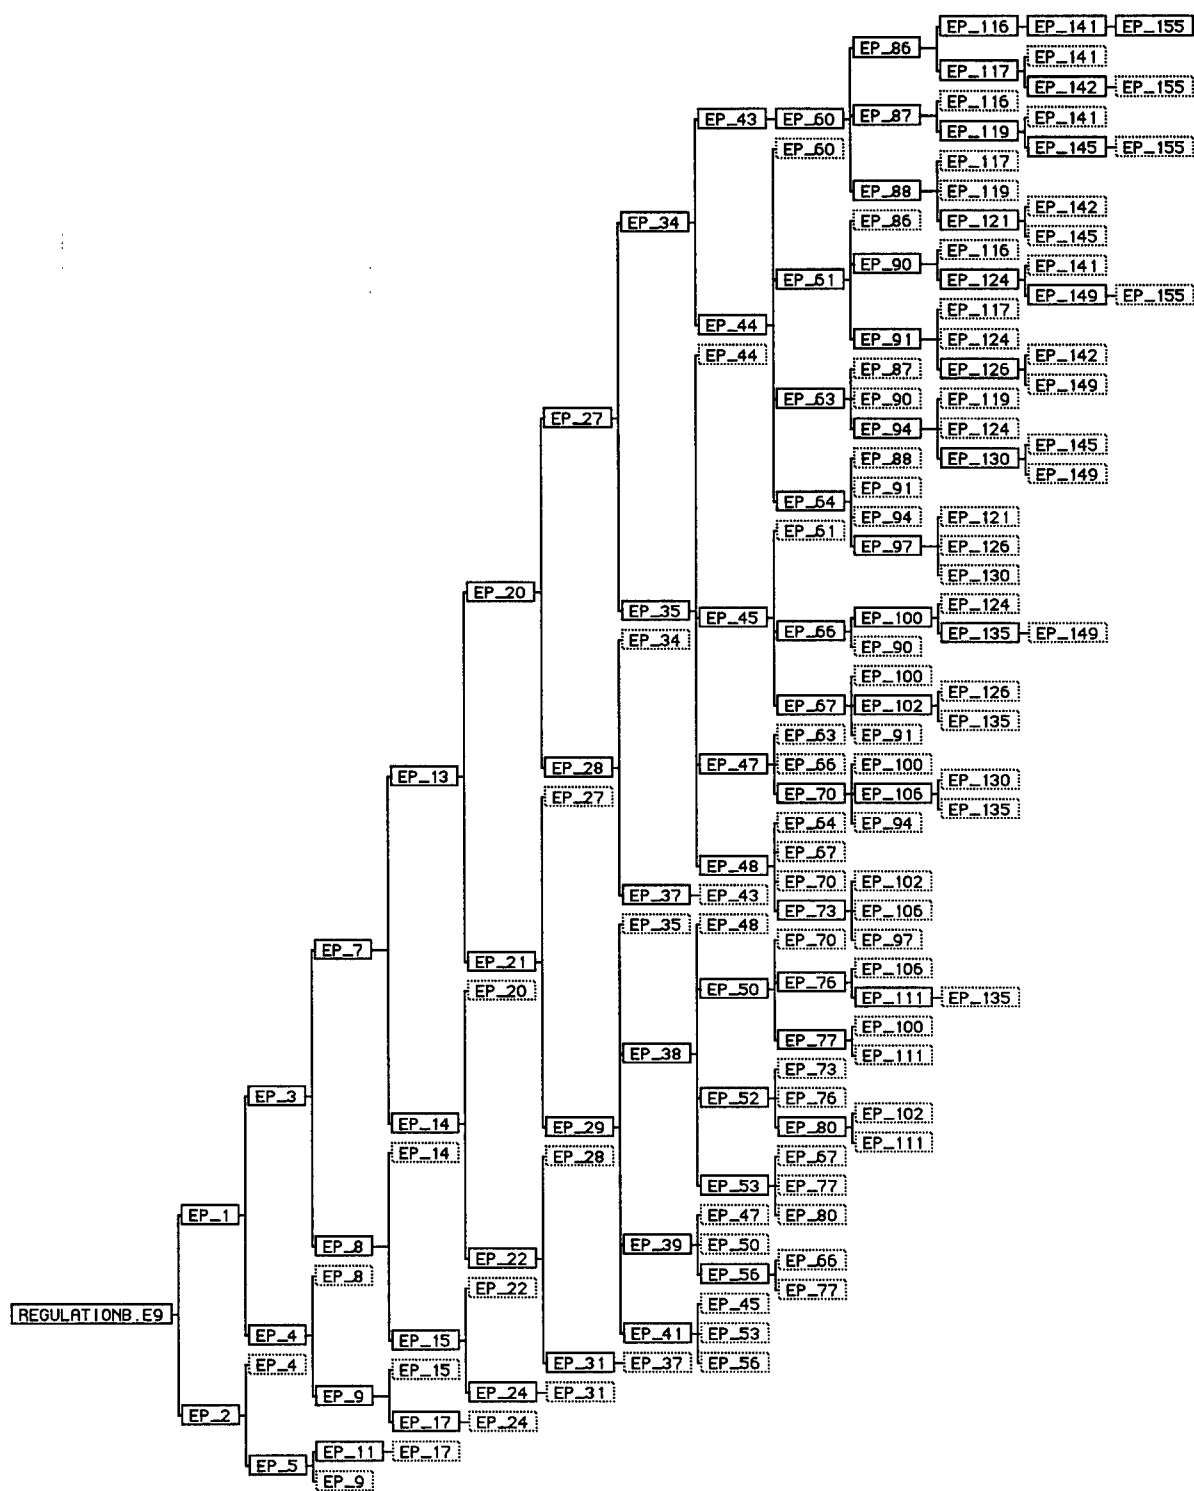 EP_116 EP_141 EP_155
EP_86
EP_141
EP_117
EP_142 EP_155
EP_116
EP_43 EP_60 EP_87
EP_141
EP_119
EP_145 EP_155
EP_60
EP_117
EP_88 EP_119
EP_142
EP_34 EP_86 EP_121
EP_145
EP_116
EP_90
EP_141
EP_61 EP_124
EP_149 EP_155
EP_117
EP_44
EP_91 EP_124
EP_44 EP_142
EP_87 EP_126
EP_149
EP_63 EP_90 EP_119
EP_27 EP_94 EP_124
EP_145
EP_88 EP_130
EP_149
EP_91
EP_64
EP_94 EP_121
EP_61
EP_97 EP_126
EP_130
EP_20
EP_124
EP_35 EP_45 EP_100
EP_66 EP_135 EP_149
EP_34 EP_90
EP_100
EP_126
EP_67 EP_102
EP_135
EP_63 EP_91
EP_28 EP_47 EP_66 EP_100
EP_13 EP_130
EP_27 EP_70 EP_106
EP_135
EP_64 EP_94
EP_67
EP_48
EP_70 EP_102
EP_37 EP_43
EP_73 EP_106
EP_35 EP_48
EP_70 EP_97
EP_7
EP_21 EP_106
EP_76
EP_20 EP_50 EP_111 EP_135
EP_100
EP_77
EP_38 EP_111
EP_73
EP_3 EP_52 EP_76
EP_102
EP_14 EP_29 EP_80
EP_111
EP_14 EP_28 EP_67
EP_53 EP_77
EP_1 EP_47 EP_80
EP_8 EP_39 EP_50
EP_22 EP_66
EP_8 EP_56
EP_22 EP_77
EP_45
REGULATIONB.E9
EP_4 EP_15 EP_41 EP_53
EP_4 EP_15 EP_31 EP_37 EP_56
EP_9 EP_24 EP_31
EP_2 EP_17 EP_24
EP_11 EP_17
EP_5
EP_9